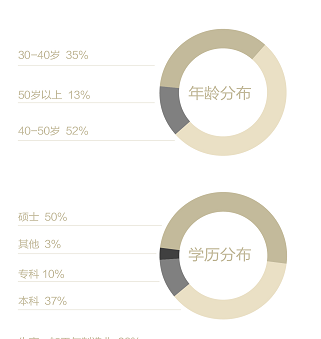 30-40岁 35%
50岁以上 13%
40-50岁 52%
年龄分布
硕士 50%
其他 3%
专科 10%
本科 37%
学历分布